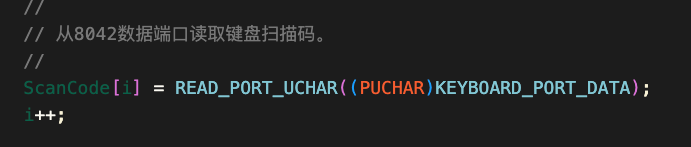 //
// 从8042数据端口读取键盘扫描码。
//
ScanCode[i] = READ_PORT_UCHAR((PUCHAR)KEYBOARD_PORT_DATA);
i++;